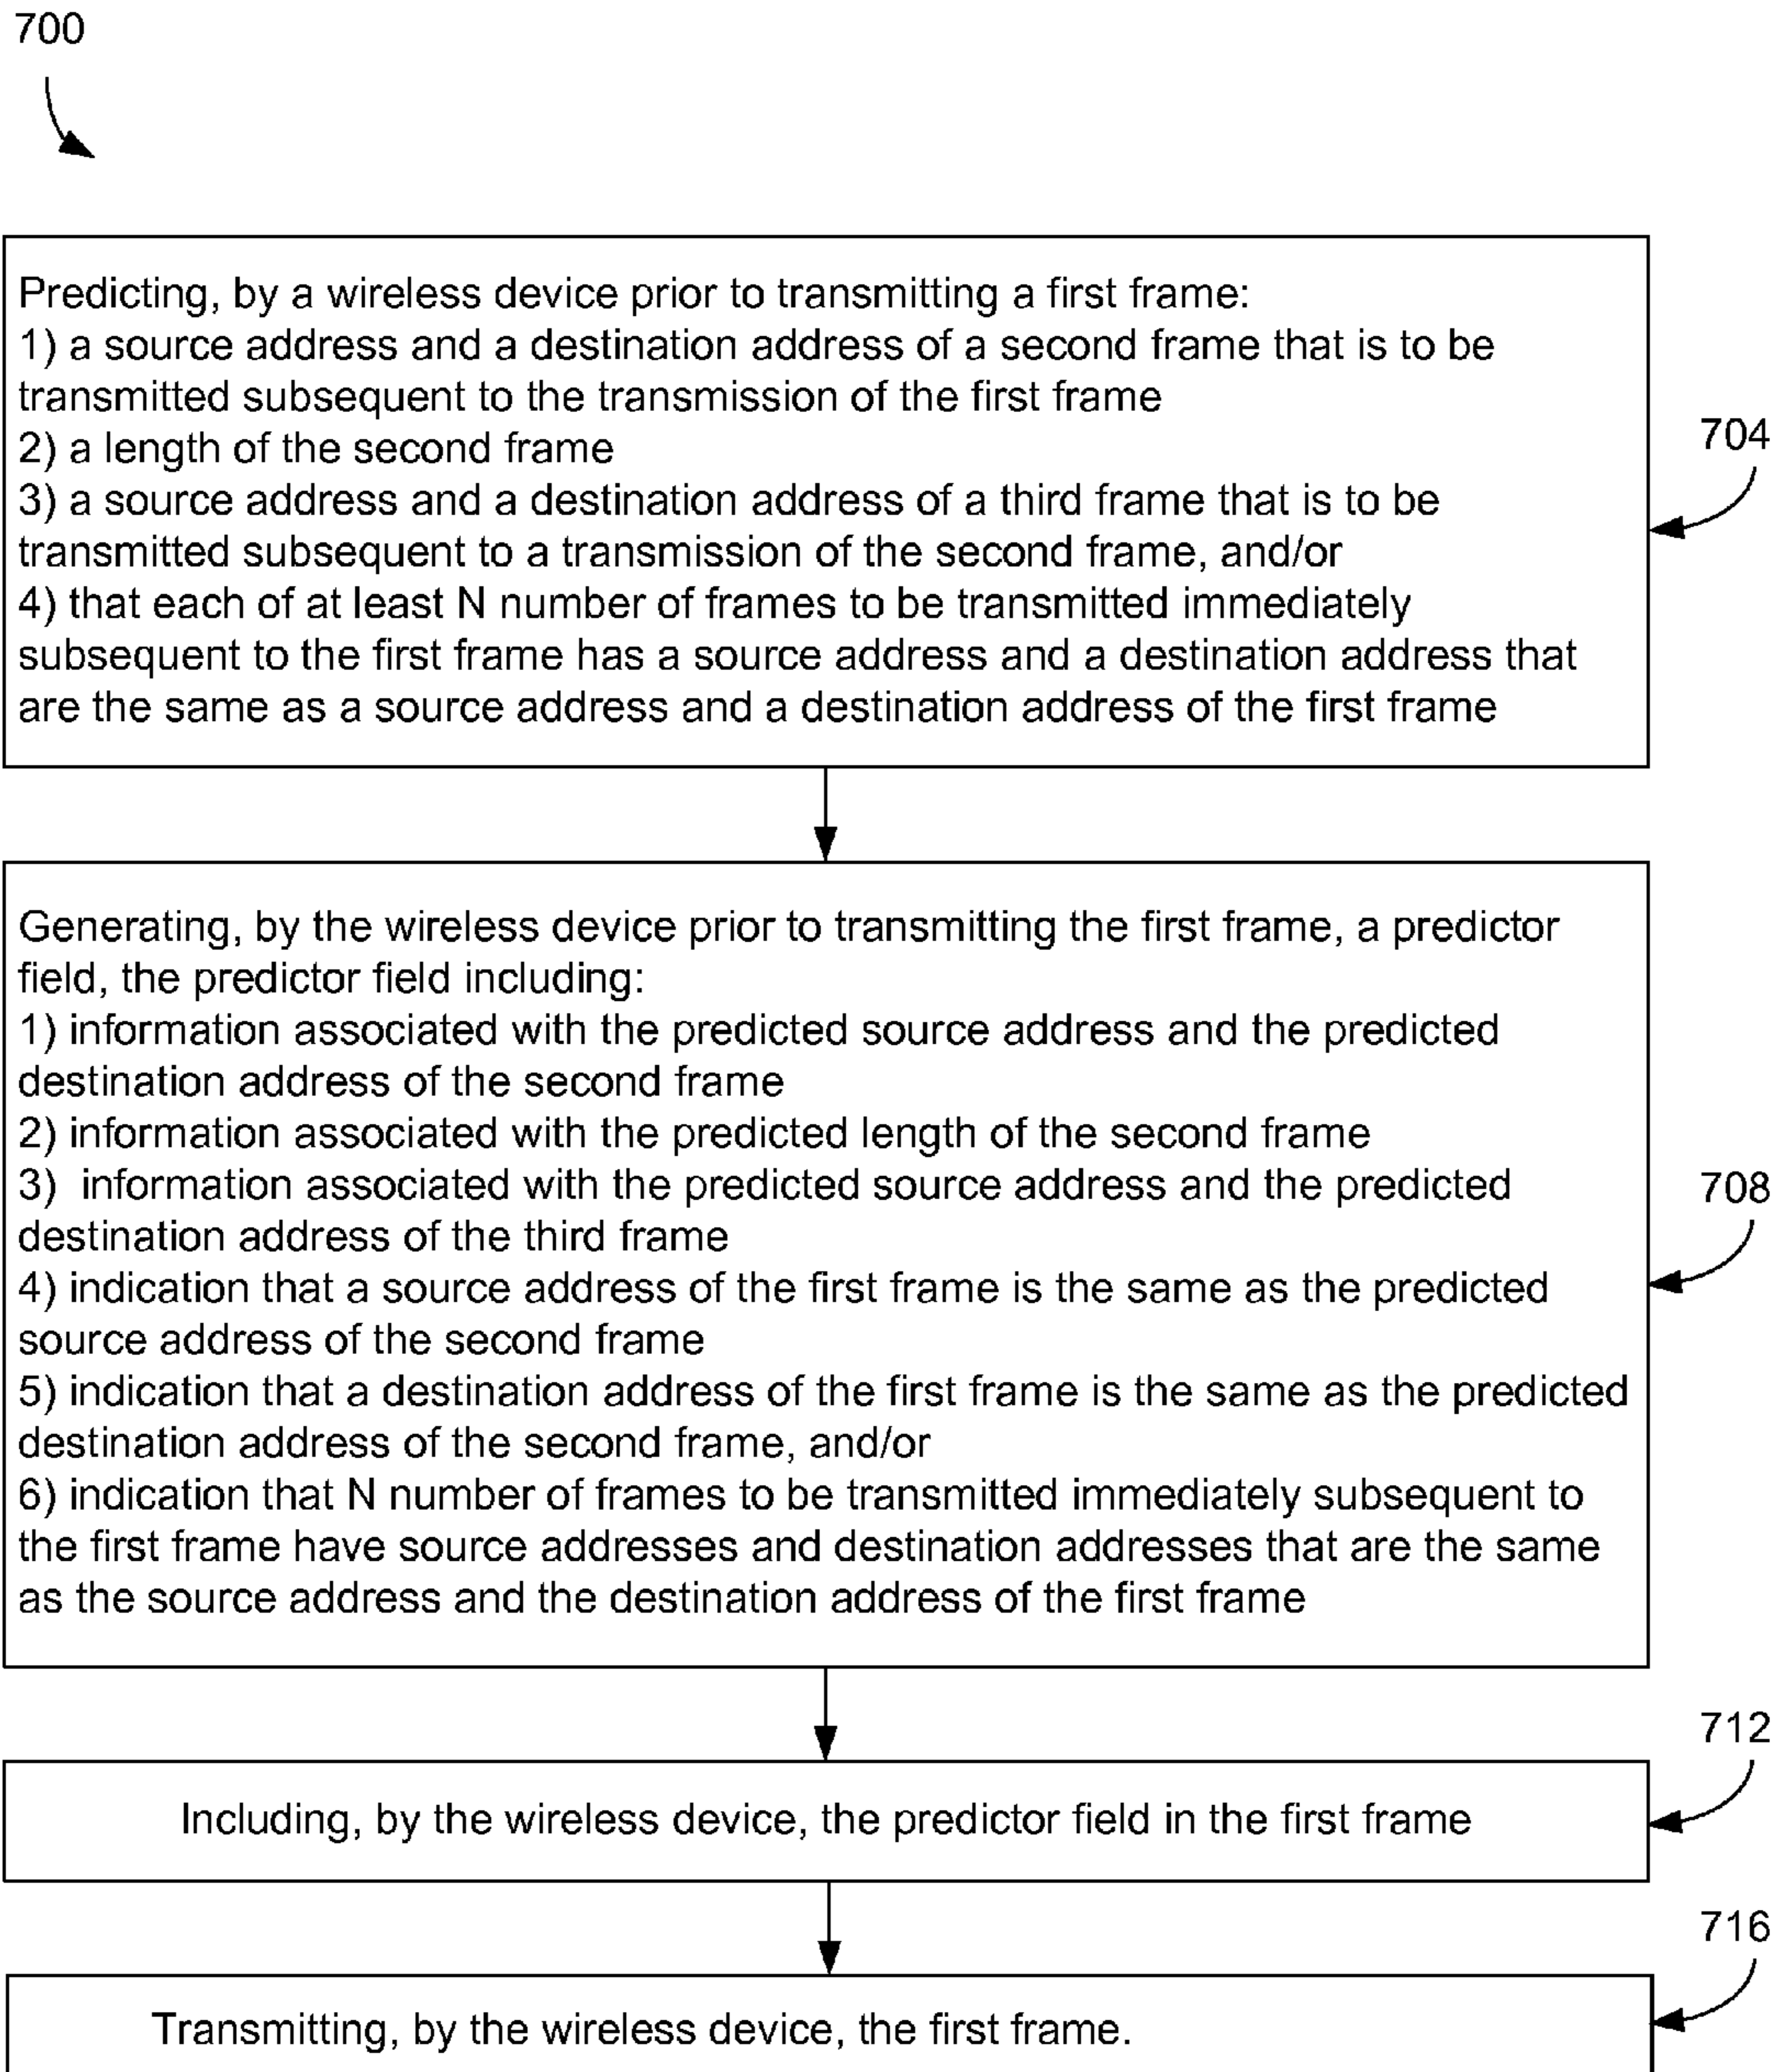 700
Predicting, by a wireless device prior to transmitting a first frame:
1) a source address and a destination address of a second frame that is to be
transmitted subsequent to the transmission of the first frame
2) a length of the second frame
3) a source address and a destination address of a third frame that is to be
transmitted subsequent to a transmission of the second frame, and/or
4) that each of at least N number of frames to be transmitted immediately
subsequent to the first frame has a source address and a destination address that
are the same as a source address and a destination address of the first frame
704
Generating, by the wireless device prior to transmitting the first frame, a predictor
field, the predictor field including:
1) information associated with the predicted source address and the predicted
destination address of the second frame
2) information associated with the predicted length of the second frame
3) information associated with the predicted source address and the predicted
destination address of the third frame
4) indication that a source address of the first frame is the same as the predicted
source address of the second frame
5) indication that a destination address of the first frame is the same as the predicted
destination address of the second frame, and/or
6) indication that N number of frames to be transmitted immediately subsequent to
the first frame have source addresses and destination addresses that are the same
as the source address and the destination address of the first frame
708
Including, by the wireless device, the predictor field in the first frame
712
Transmitting, by the wireless device, the first frame.
716